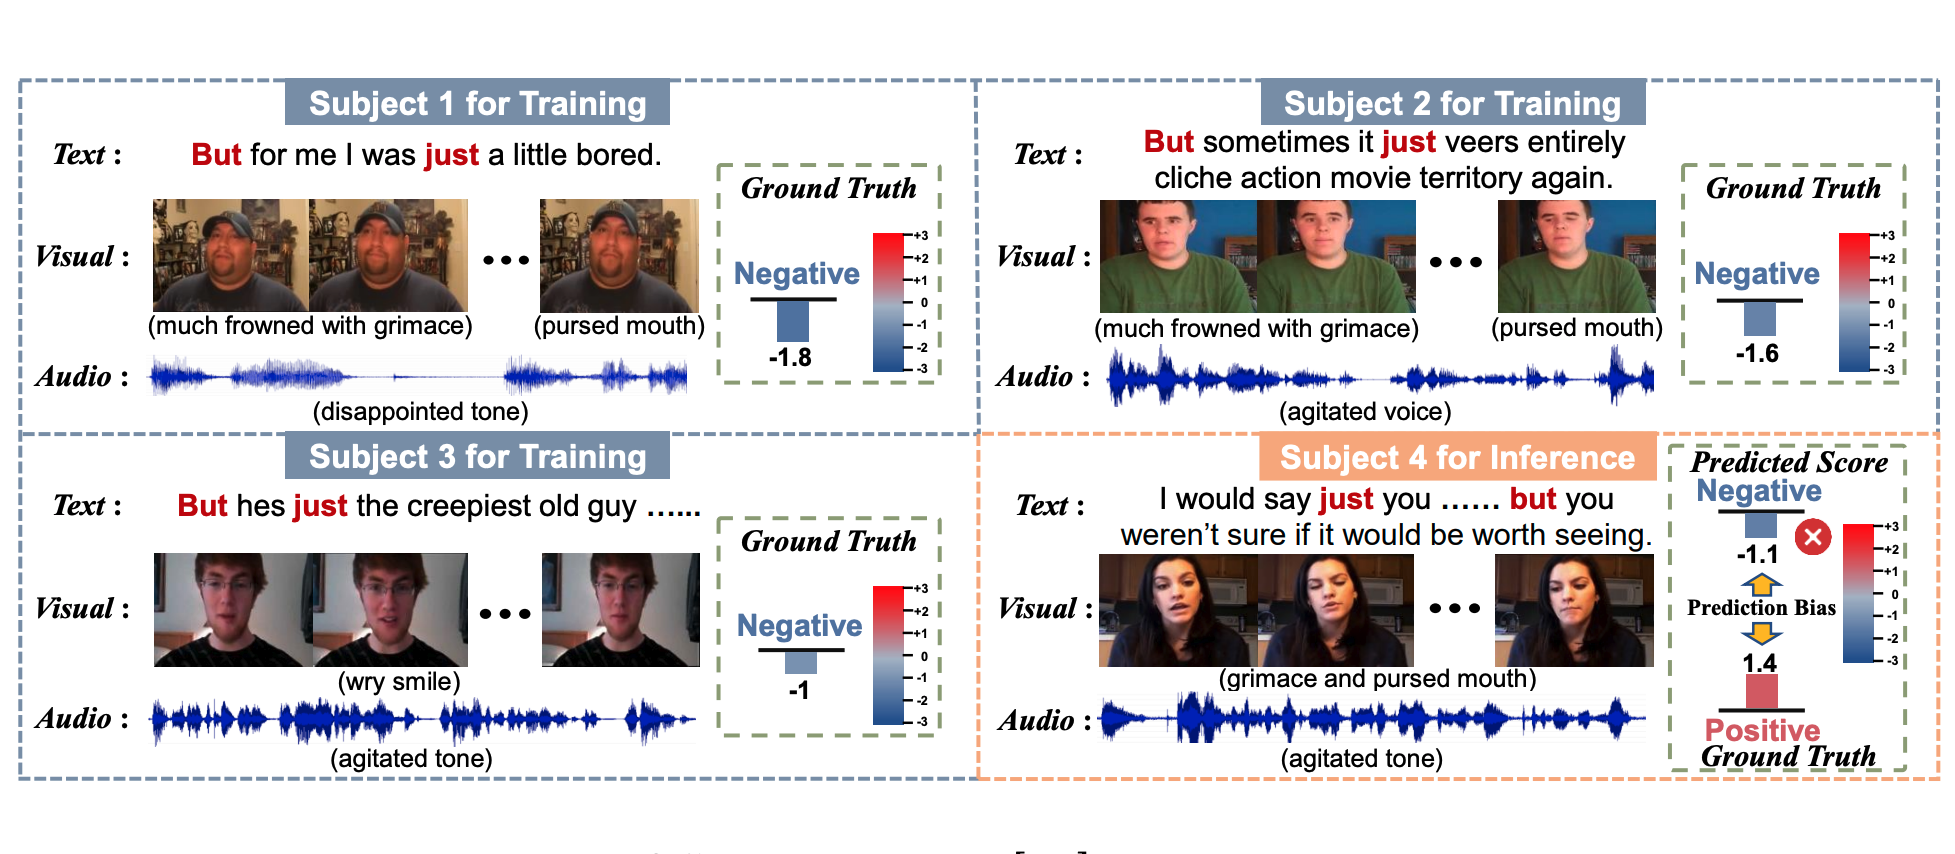 Subject 1 for Training
Text :
But for me I was just a little bored.
Visual :
(much frowned with grimace)
(pursed mouth)
Audio :
(disappointed tone)
Ground Truth
Negative
-1.8
+3
+2
+1
0
-1
-2
-3
Subject 2 for Training
Text :
But sometimes it just veers entirely
cliche action movie territory again.
Visual :
(much frowned with grimace)
(pursed mouth)
Audio :
(agitated voice)
Ground Truth
Negative
-1.6
+3
+2
+1
0
-1
-2
-3
Subject 3 for Training
Text :
But hes just the creepiest old guy ......
Visual :
(wry smile)
Audio :
(agitated tone)
Ground Truth
Negative
-1
+3
+2
+1
0
-1
-2
-3
Subject 4 for Inference
Text :
I would say just you ...... but you
weren't sure if it would be worth seeing.
Visual :
(grimace and pursed mouth)
Audio :
(agitated tone)
Predicted Score
Negative
-1.1
Prediction Bias
1.4
Positive
Ground Truth
+3
+2
+1
0
-1
-2
-3